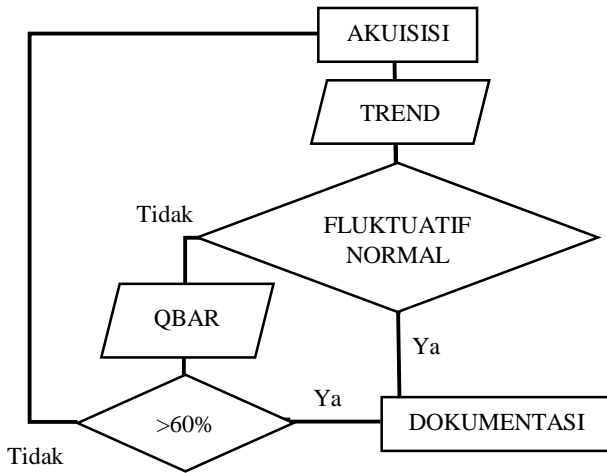 AKUISISI
TREND
Tidak
FLUKTUATIF
NORMAL
QBAR
Ya
>60%
Ya
DOKUMENTASI
Tidak